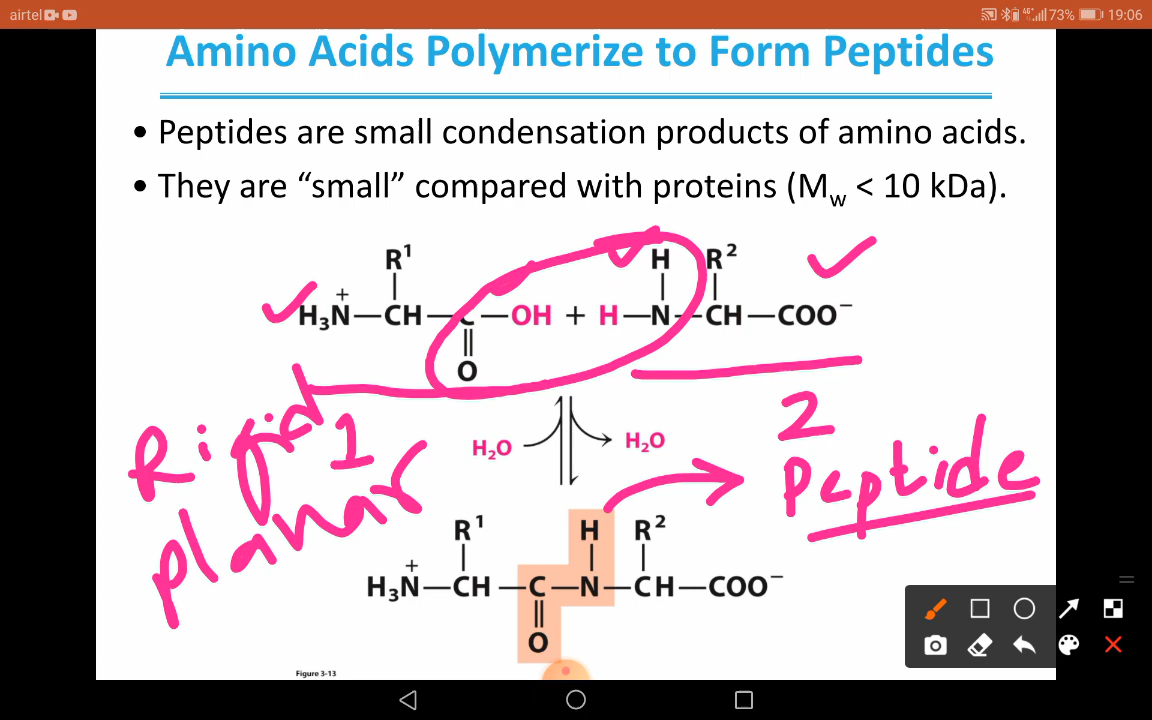 airtel 4G 73% 19:06
Amino Acids Polymerize to Form Peptides
• Peptides are small condensation products of amino acids.
• They are “small” compared with proteins (Mw < 10 kDa).
R¹ H R²
H₃N⁺—CH—C—OH + H—N—CH—COO⁻
O
Rigid 1 2
planar Peptide
H₂O H₂O
R¹ H R²
H₃N⁺—CH—C—N—CH—COO⁻
O
Figure 3-13